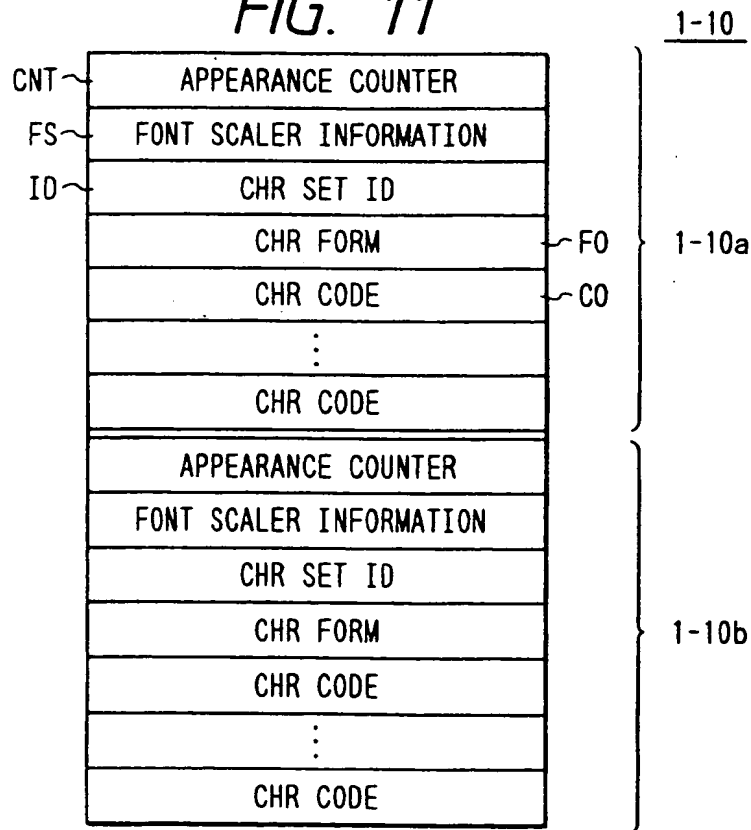 FIG. 11
1-10
CNT APPEARANCE COUNTER
FS FONT SCALER INFORMATION
ID CHR SET ID
CHR FORM FO
1-10a
CHR CODE CO
⋮
CHR CODE
APPEARANCE COUNTER
FONT SCALER INFORMATION
CHR SET ID
CHR FORM
1-10b
CHR CODE
⋮
CHR CODE